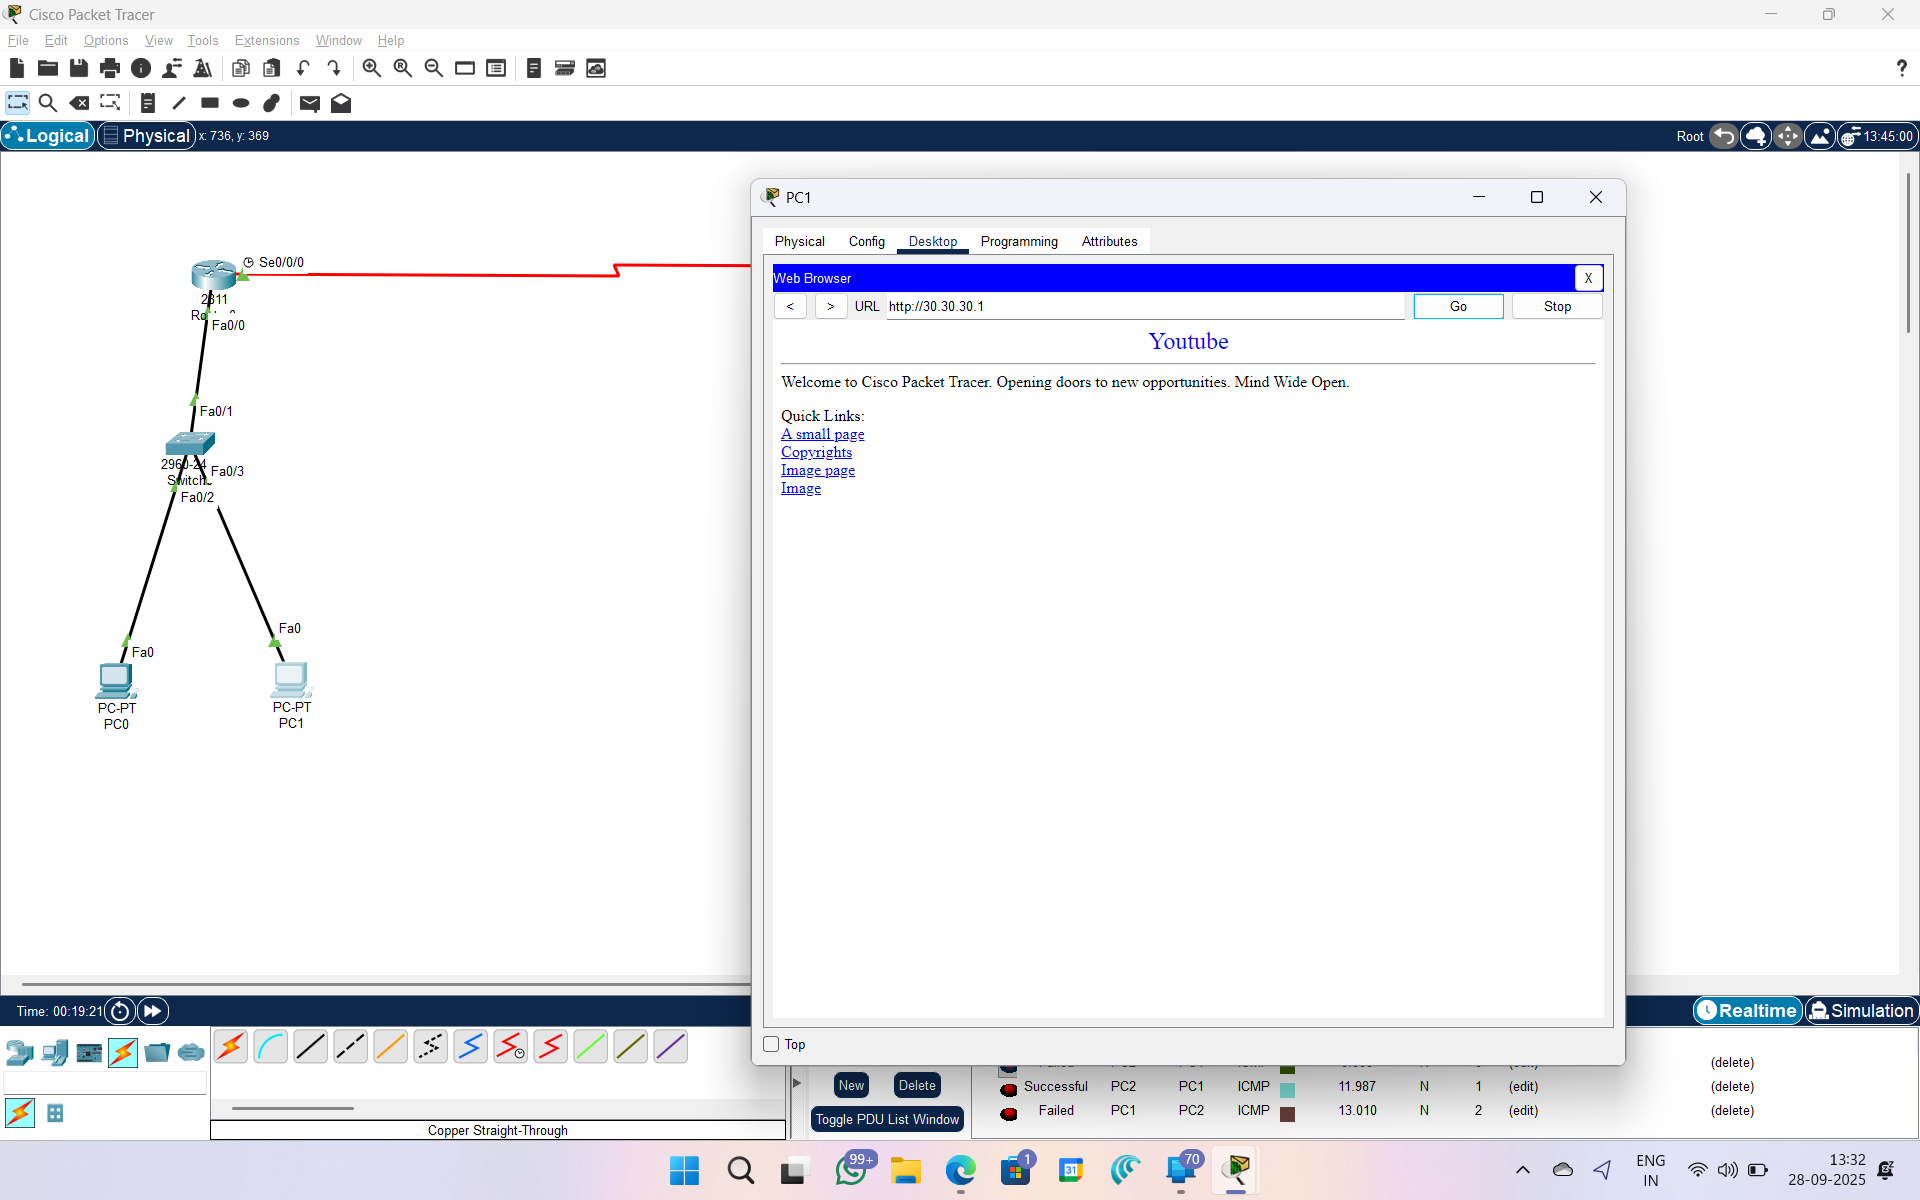 Cisco Packet Tracer
File Edit Options View Tools Extensions Window Help
?
Logical Physical x: 736, y: 369 Root 13:45:00
PC1
Physical Config Desktop Programming Attributes
Web Browser X
< > URL http://30.30.30.1 Go Stop
Youtube
Welcome to Cisco Packet Tracer. Opening doors to new opportunities. Mind Wide Open.
Quick Links:
A small page
Copyrights
Image page
Image
Top
Se0/0/0
2811
Fa0/0
Fa0/1
2960-24
Fa0/3
Switch
Fa0/2
Fa0
Fa0
PC-PT
PC0
PC-PT
PC1
Time: 00:19:21 Realtime Simulation
Copper Straight-Through
New Delete
Toggle PDU List Window
(delete)
Successful PC2 PC1 ICMP 11.987 N 1 (edit) (delete)
Failed PC1 PC2 ICMP 13.010 N 2 (edit) (delete)
99+ 1 31 70
ENG
IN
13:32
28-09-2025